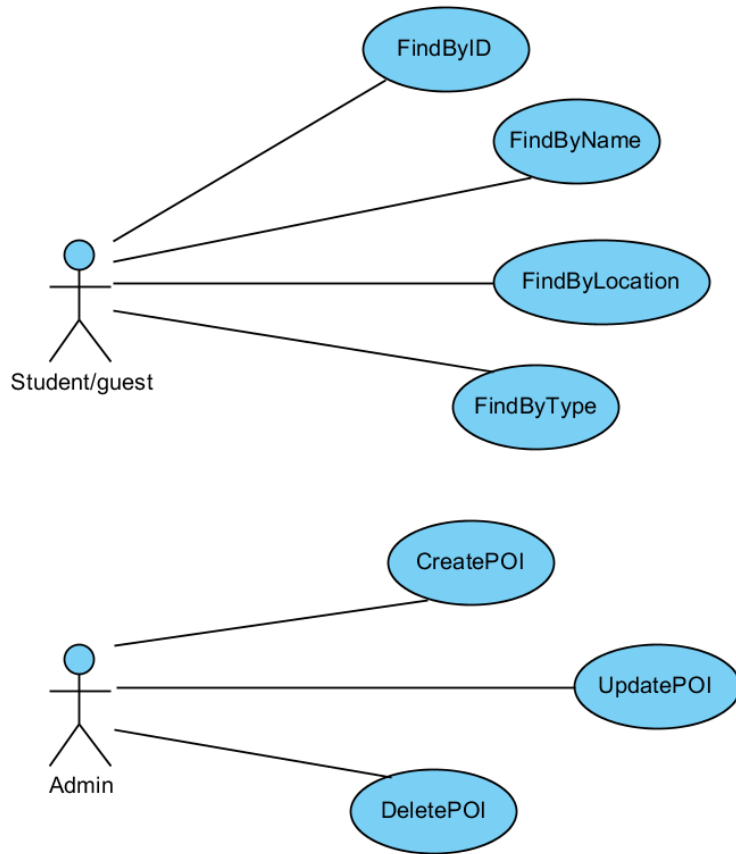 FindByID
FindByName
FindByLocation
Student/guest
FindByType
CreatePOI
UpdatePOI
Admin
DeletePOI